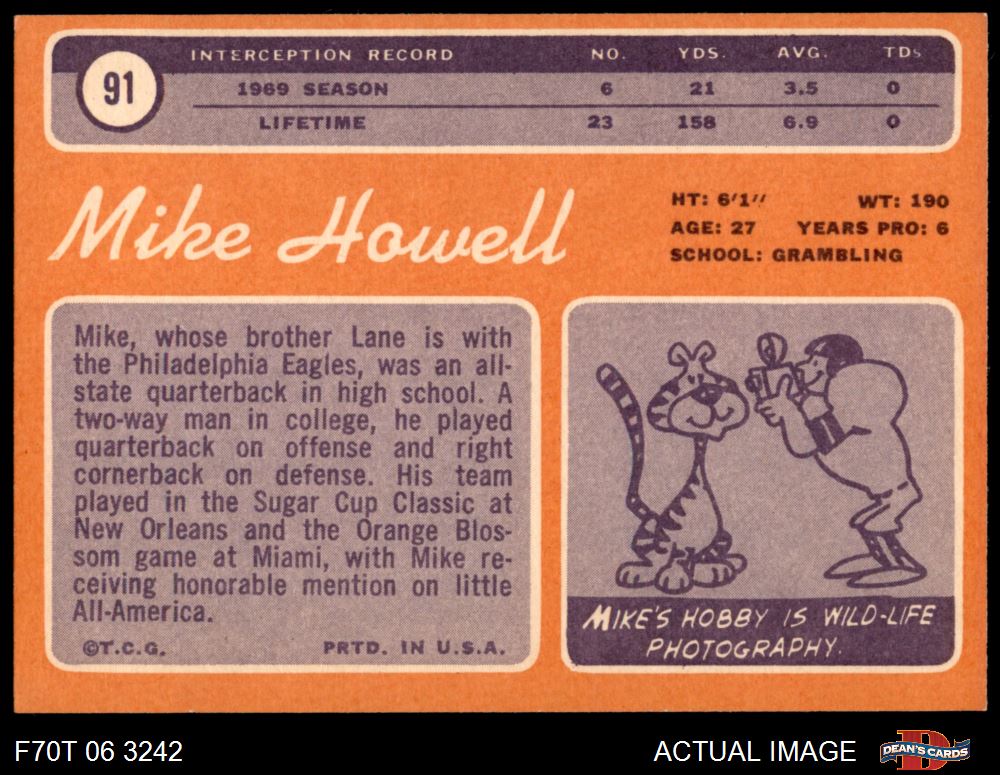 91
INTERCEPTION RECORD NO. YDS. AVG. TDs
1969 SEASON 6 21 3.5 0
LIFETIME 23 158 6.9 0
Mike Howell
HT: 6'1" WT: 190
AGE: 27 YEARS PRO: 6
SCHOOL: GRAMBLING
Mike, whose brother Lane is with
the Philadelphia Eagles, was an all-
state quarterback in high school. A
two-way man in college, he played
quarterback on offense and right
cornerback on defense. His team
played in the Sugar Cup Classic at
New Orleans and the Orange Blos-
som game at Miami, with Mike re-
ceiving honorable mention on little
All-America.
©T.C.G. PRTD. IN U.S.A.
MIKE'S HOBBY IS WILD-LIFE
PHOTOGRAPHY.
F70T 06 3242 ACTUAL IMAGE D DEAN'S CARDS